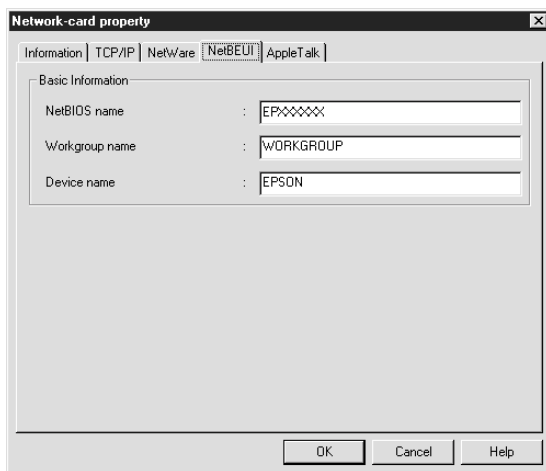 Network-card property
Information TCP/IP NetWare NetBEUI AppleTalk
Basic Information
NetBIOS name : EPXXXXXX
Workgroup name : WORKGROUP
Device name : EPSON
OK Cancel Help